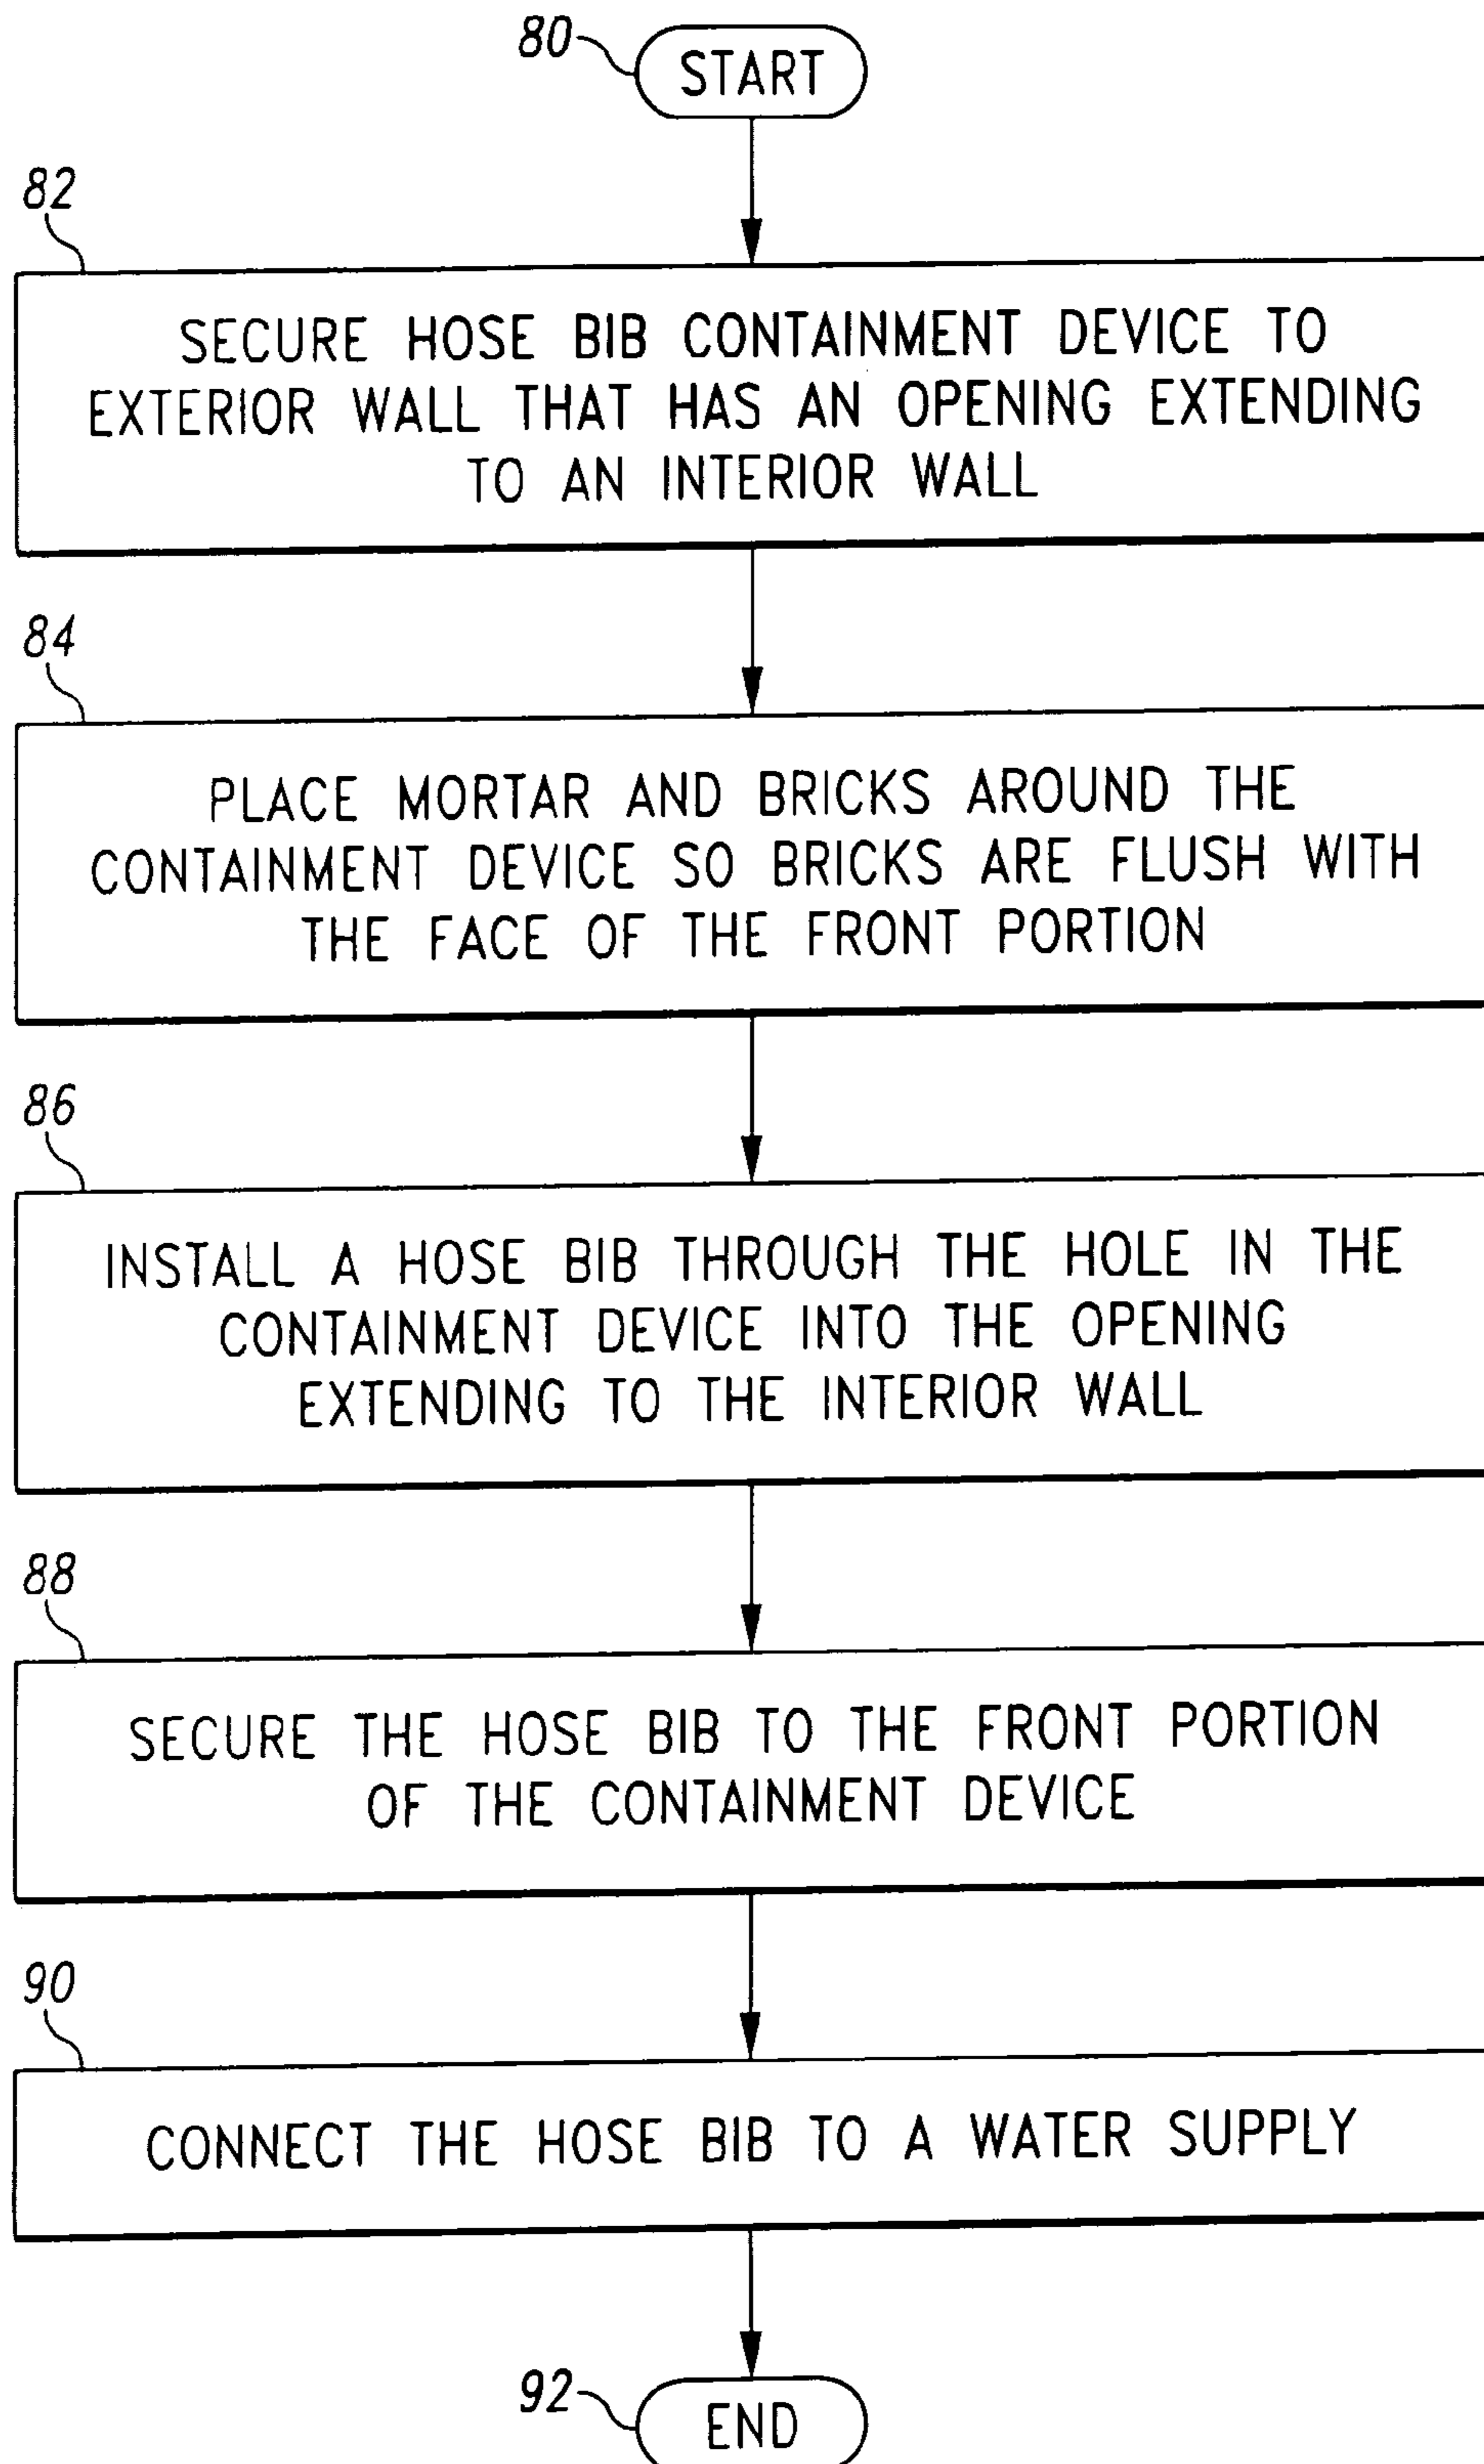 80
START
82
SECURE HOSE BIB CONTAINMENT DEVICE TO
EXTERIOR WALL THAT HAS AN OPENING EXTENDING
TO AN INTERIOR WALL
84
PLACE MORTAR AND BRICKS AROUND THE
CONTAINMENT DEVICE SO BRICKS ARE FLUSH WITH
THE FACE OF THE FRONT PORTION
86
INSTALL A HOSE BIB THROUGH THE HOLE IN THE
CONTAINMENT DEVICE INTO THE OPENING
EXTENDING TO THE INTERIOR WALL
88
SECURE THE HOSE BIB TO THE FRONT PORTION
OF THE CONTAINMENT DEVICE
90
CONNECT THE HOSE BIB TO A WATER SUPPLY
92
END